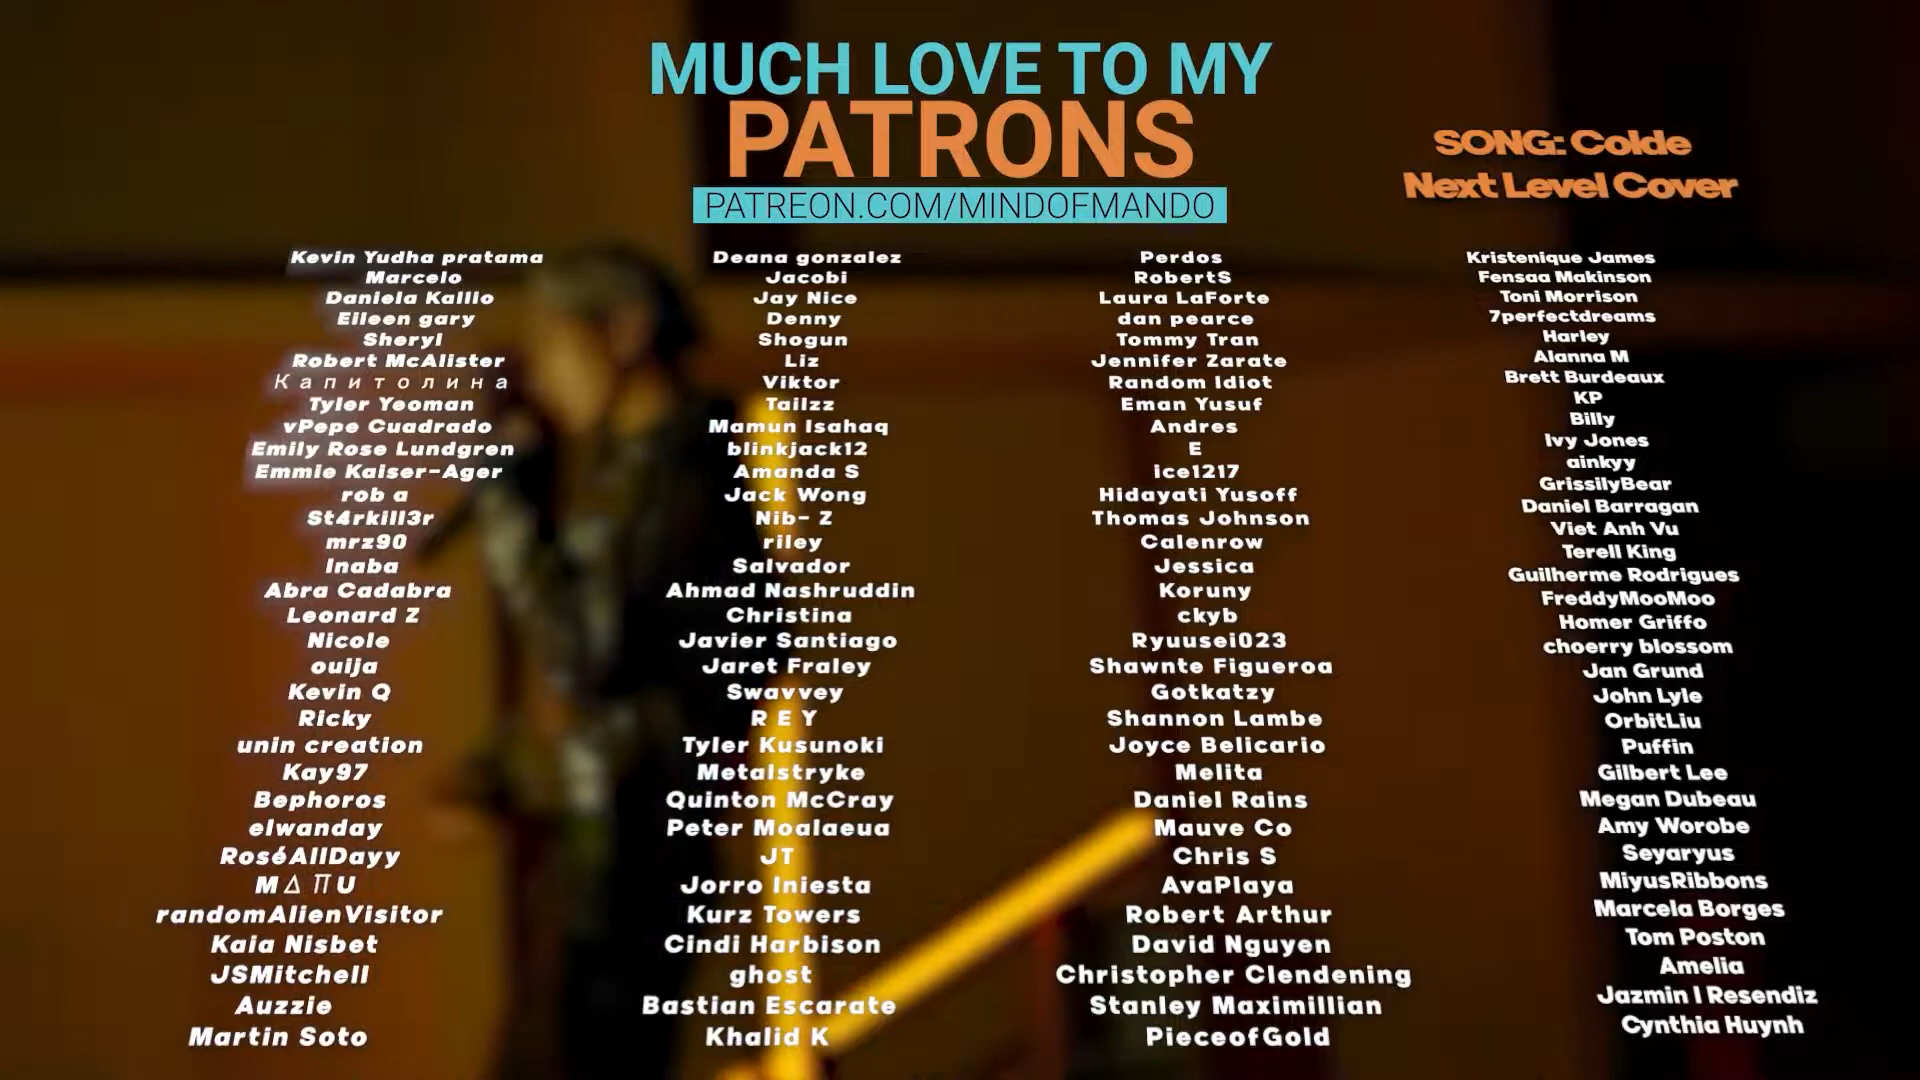 MUCH LOVE TO MY
PATRONS
PATREON.COM/MINDOFMANDO
SONG: Colde
Next Level Cover
Kevin Yudha pratama
Marcelo
Daniela Kallio
Eileen gary
Sheryl
Robert McAlister
Капитолина
Tyler Yeoman
vPepe Cuadrado
Emily Rose Lundgren
Emmie Kaiser-Ager
rob a
St4rkill3r
mrz90
Inaba
Abra Cadabra
Leonard Z
Nicole
ouija
Kevin Q
Ricky
unin creation
Kay97
Bephoros
elwanday
RoséAllDayy
M Δ Π U
randomAlienVisitor
Kaia Nisbet
JSMitchell
Auzzie
Martin Soto
Deana gonzalez
Jacobi
Jay Nice
Denny
Shogun
Liz
Viktor
Tailzz
Mamun Isahaq
blinkjack12
Amanda S
Jack Wong
Nib- Z
riley
Salvador
Ahmad Nashruddin
Christina
Javier Santiago
Jaret Fraley
Swavvey
R E Y
Tyler Kusunoki
Metalstryke
Quinton McCray
Peter Moalaeua
JT
Jorro Iniesta
Kurz Towers
Cindi Harbison
ghost
Bastian Escarate
Khalid K
Perdos
RobertS
Laura LaForte
dan pearce
Tommy Tran
Jennifer Zarate
Random Idiot
Eman Yusuf
Andres
E
ice1217
Hidayati Yusoff
Thomas Johnson
Calenrow
Jessica
Koruny
ckyb
Ryuusei023
Shawnte Figueroa
Gotkatzy
Shannon Lambe
Joyce Belicario
Melita
Daniel Rains
Mauve Co
Chris S
AvaPlaya
Robert Arthur
David Nguyen
Christopher Clendening
Stanley Maximillian
PieceofGold
Kristenique James
Fensaa Makinson
Toni Morrison
7perfectdreams
Harley
Alanna M
Brett Burdeaux
KP
Billy
Ivy Jones
ainkyy
GrissilyBear
Daniel Barragan
Viet Anh Vu
Terell King
Guilherme Rodrigues
FreddyMooMoo
Homer Griffo
choerry blossom
Jan Grund
John Lyle
OrbitLiu
Puffin
Gilbert Lee
Megan Dubeau
Amy Worobe
Seyaryus
MiyusRibbons
Marcela Borges
Tom Poston
Amelia
Jazmin I Resendiz
Cynthia Huynh